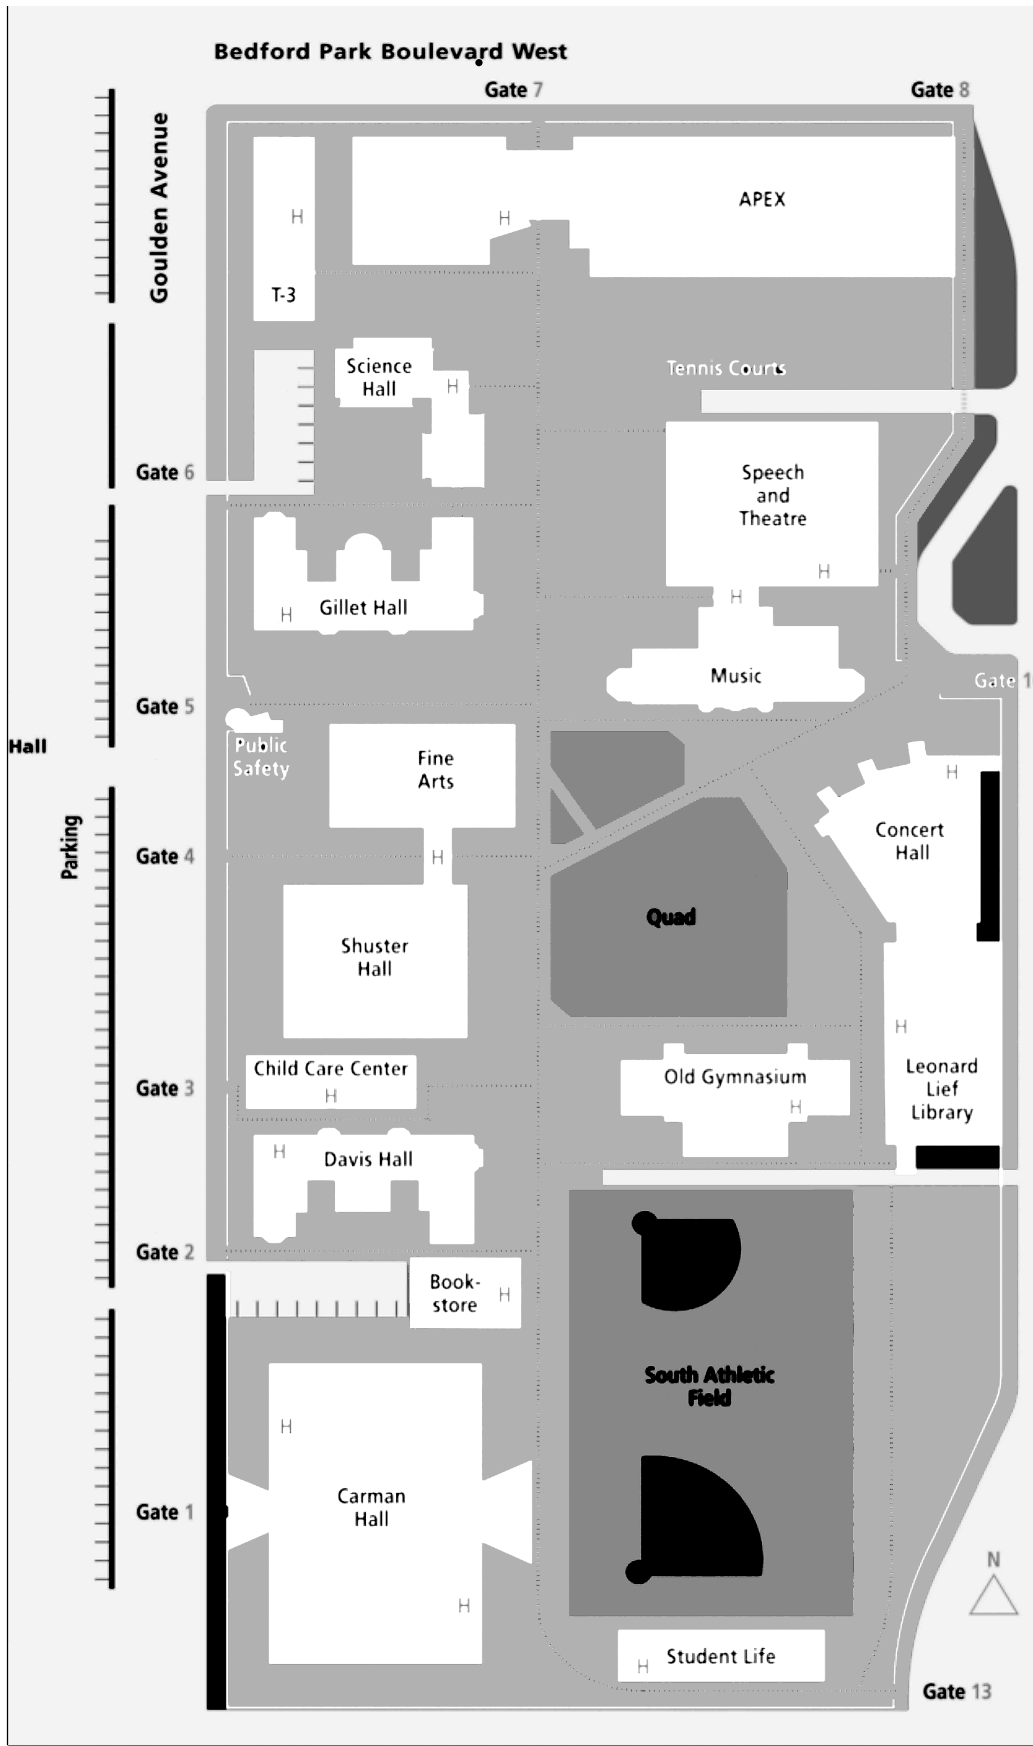 Bedford Park Boulevard West
Gate 7
Gate 8
Goulden Avenue
APEX
H
H
T-3
Science
Hall
H
Tennis Courts
Gate 6
Speech
and
Theatre
H
H
Gillet Hall
H
Music
Gate 1
Gate 5
Hall
Public
Safety
Fine
Arts
H
Concert
Hall
Parking
Gate 4
H
Quad
Shuster
Hall
H
Child Care Center
H
Gate 3
Old Gymnasium
H
Leonard
Lief
Library
H
Davis Hall
Gate 2
Book-
store
H
South Athletic
Field
H
Carman
Hall
Gate 1
H
N
Student Life
H
Gate 13